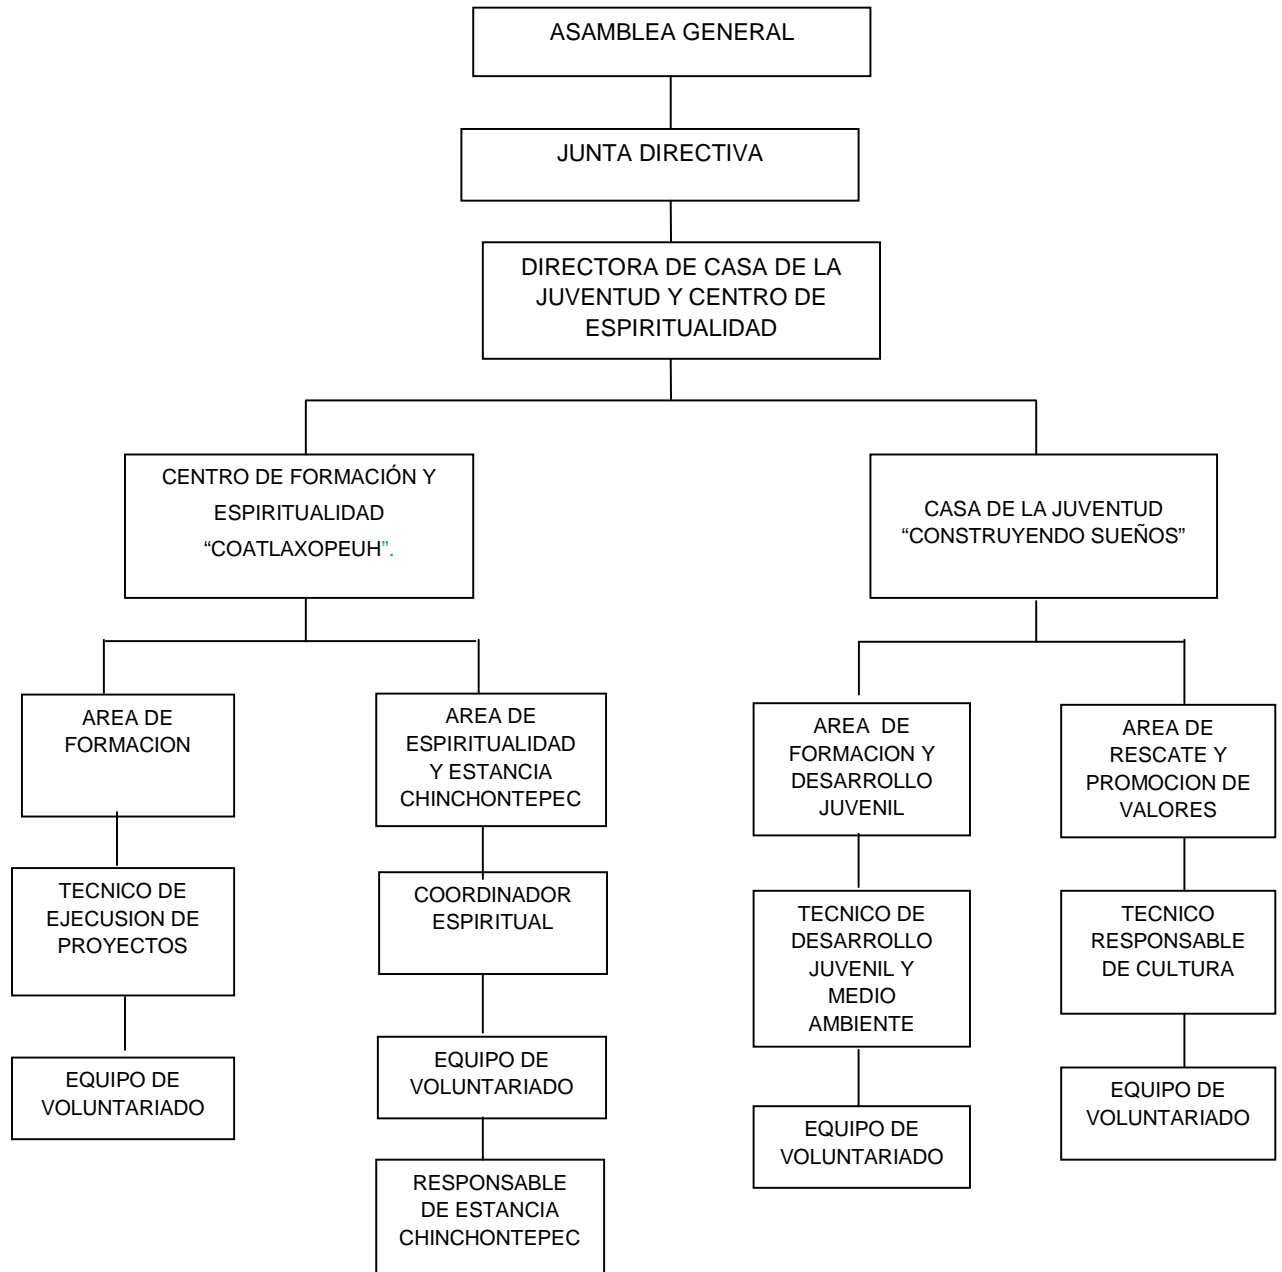 ASAMBLEA GENERAL
JUNTA DIRECTIVA
DIRECTORA DE CASA DE LA
JUVENTUD Y CENTRO DE
ESPIRITUALIDAD
CENTRO DE FORMACIÓN Y
ESPIRITUALIDAD
“COATLAXOPEUH”.
CASA DE LA JUVENTUD
“CONSTRUYENDO SUEÑOS”
AREA DE
FORMACION
AREA DE
ESPIRITUALIDAD
Y ESTANCIA
CHINCHONTEPEC
AREA DE
FORMACION Y
DESARROLLO
JUVENIL
AREA DE
RESCATE Y
PROMOCION DE
VALORES
TECNICO DE
EJECUSION DE
PROYECTOS
COORDINADOR
ESPIRITUAL
TECNICO DE
DESARROLLO
JUVENIL Y
MEDIO
AMBIENTE
TECNICO
RESPONSABLE
DE CULTURA
EQUIPO DE
VOLUNTARIADO
EQUIPO DE
VOLUNTARIADO
EQUIPO DE
VOLUNTARIADO
EQUIPO DE
VOLUNTARIADO
RESPONSABLE
DE ESTANCIA
CHINCHONTEPEC